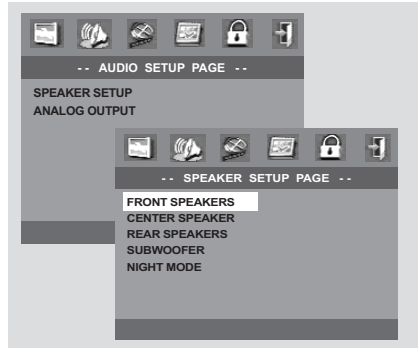 -- AUDIO SETUP PAGE --
SPEAKER SETUP
ANALOG OUTPUT
-- SPEAKER SETUP PAGE --
FRONT SPEAKERS
CENTER SPEAKER
REAR SPEAKERS
SUBWOOFER
NIGHT MODE